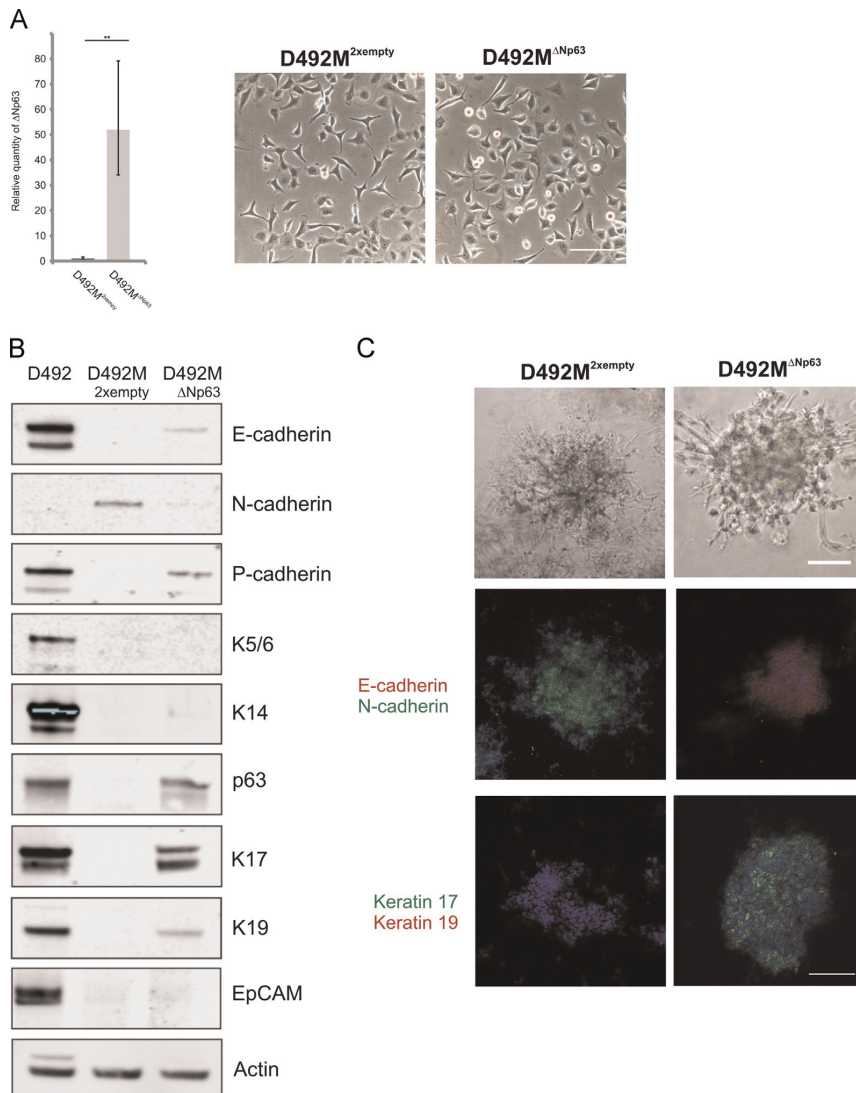 A
**
Relative quantity of ΔNp63
80
70
60
50
40
30
20
10
0
D492M2xempy
D492MΔNp63
D492M2xempty
D492MΔNp63
B
D492
D492M
2xempty
D492M
ΔNp63
E-cadherin
N-cadherin
P-cadherin
K5/6
K14
p63
K17
K19
EpCAM
Actin
C
D492M2xempty
D492MΔNp63
E-cadherin
N-cadherin
Keratin 17
Keratin 19